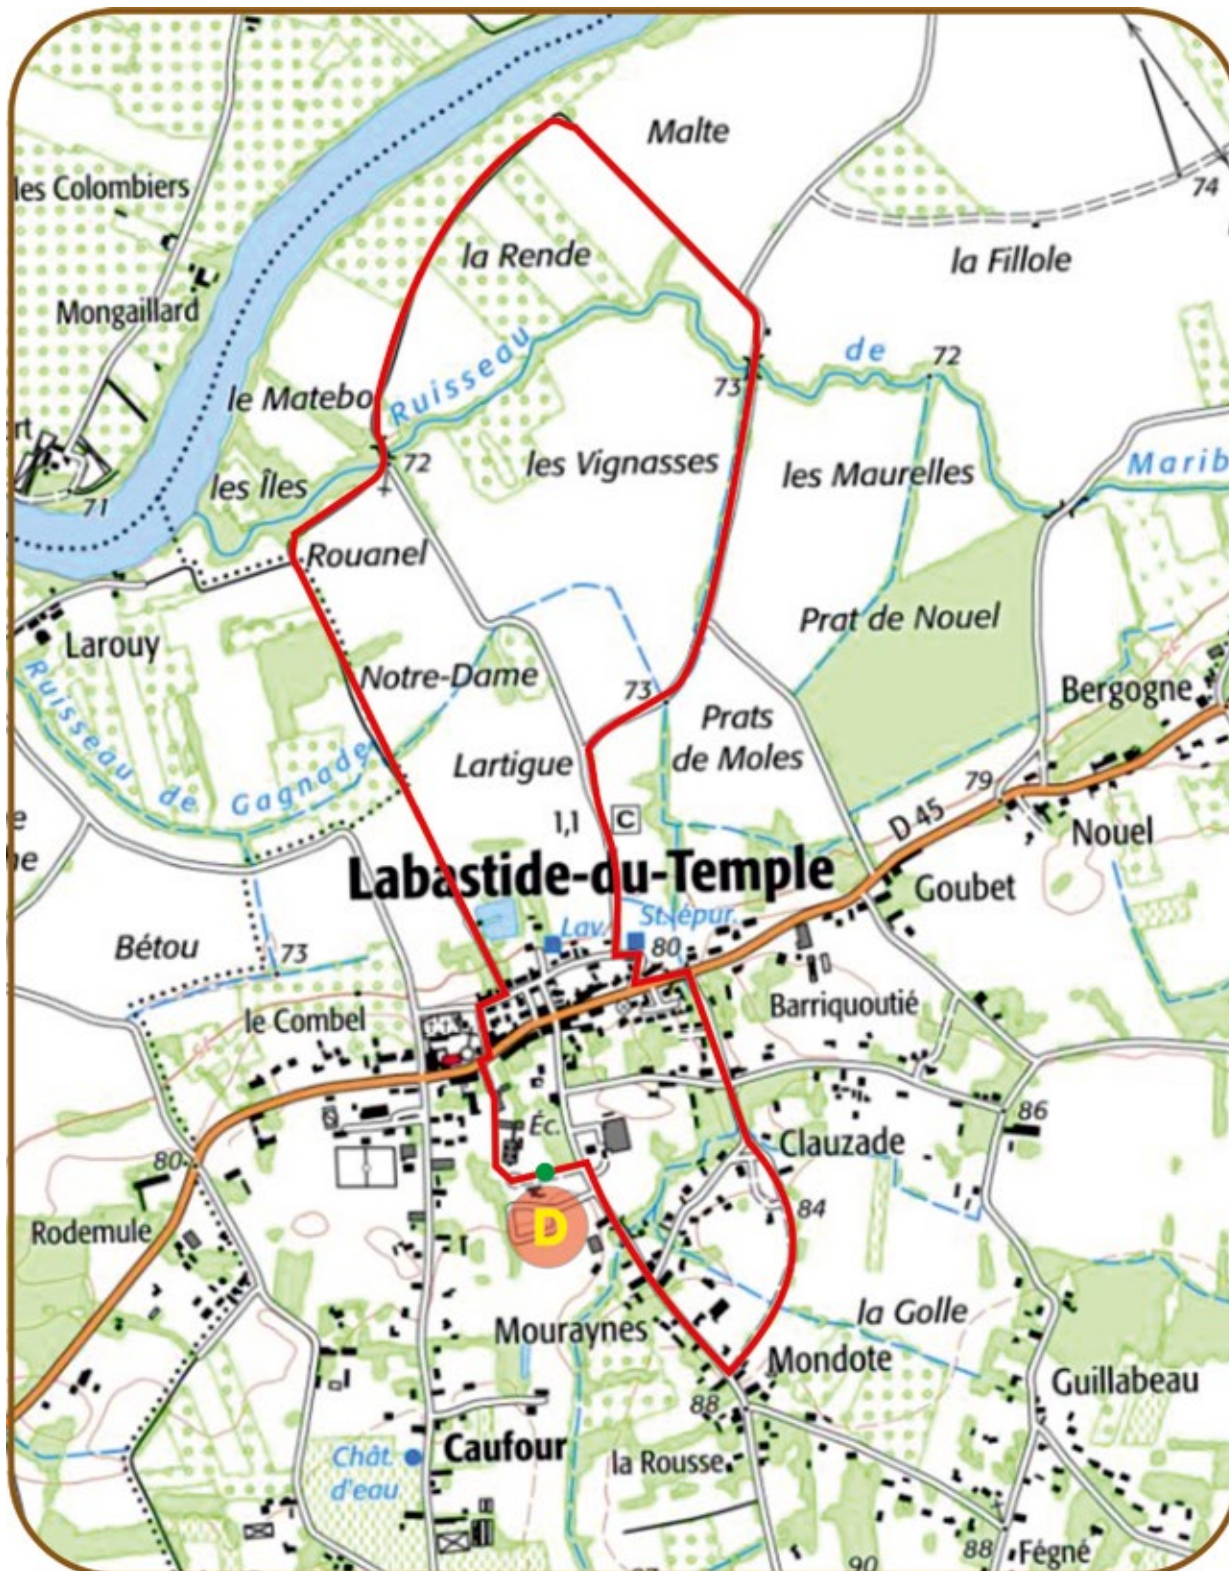 Malte
les Colombiers
74
la Rende
la Fillole
Mongaillard
Ruisseau
de
72
73
le Matebo
72
les Vignasses
les Maurelles
Marib
les Îles
71
Rouanel
Prat de Nouel
Larouy
Notre-Dame
73
Bergogne
Prats
de Moles
Ruisseau de Gagnade
Lartigue
79
1,1
C
D 45
Nouel
Labastide-du-Temple
Goubet
Lav.
St. épur.
Bétou
73
80
le Combel
Barriquoutié
86
Éc.
Clauzade
80
84
Rodemule
D
la Golle
Mouraynes
Mondote
Guillabeau
88
Caufour
Chât.
d'eau
la Rousse
88
Fégné
90